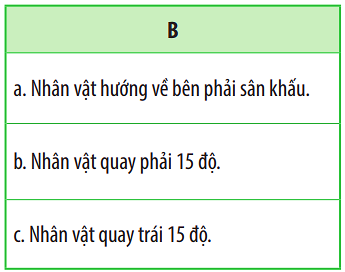 B
a. Nhân vật hướng về bên phải sân khấu.
b. Nhân vật quay phải 15 độ.
c. Nhân vật quay trái 15 độ.